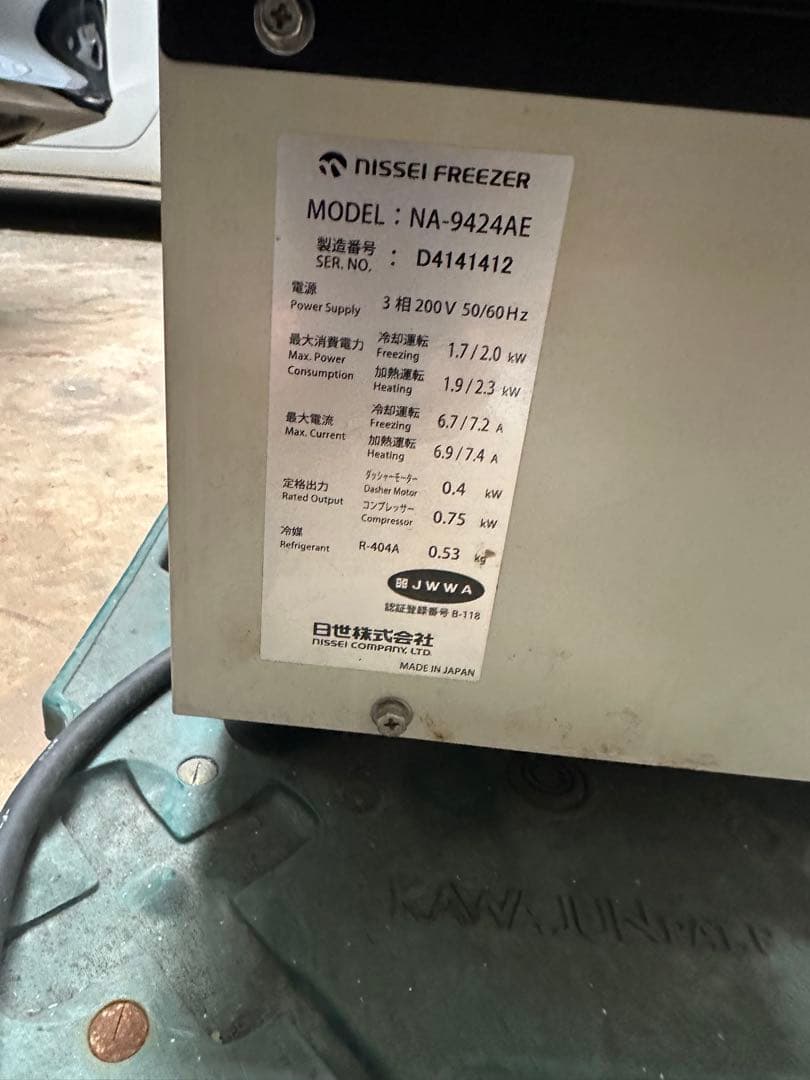 NISSEI FREEZER
MODEL : NA-9424AE
製造番号
SER. NO. : D4141412
電源
Power Supply 3 相 200V 50/60Hz
最大消費電力 冷却運転
Max. Power Freezing 1.7/2.0 kW
Consumption 加熱運転
Heating 1.9/2.3 kW
最大電流 冷却運転
Max. Current Freezing 6.7/7.2 A
加熱運転
Heating 6.9/7.4 A
定格出力 ダッシャーモーター
Rated Output Dasher Motor 0.4 kW
コンプレッサー
Compressor 0.75 kW
冷媒
Refrigerant R-404A 0.53 kg
JWWA
認証登録番号 B-118
日世株式会社
NISSEI COMPANY, LTD.
MADE IN JAPAN
KAWAJUN